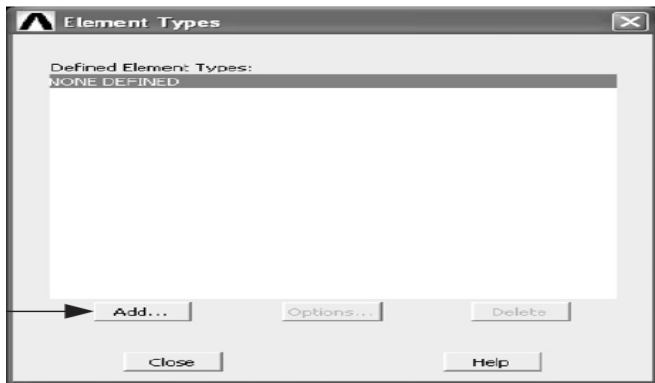 Element Types
Defined Element Types:
NONE DEFINED
Add... Options... Delete
Close Help